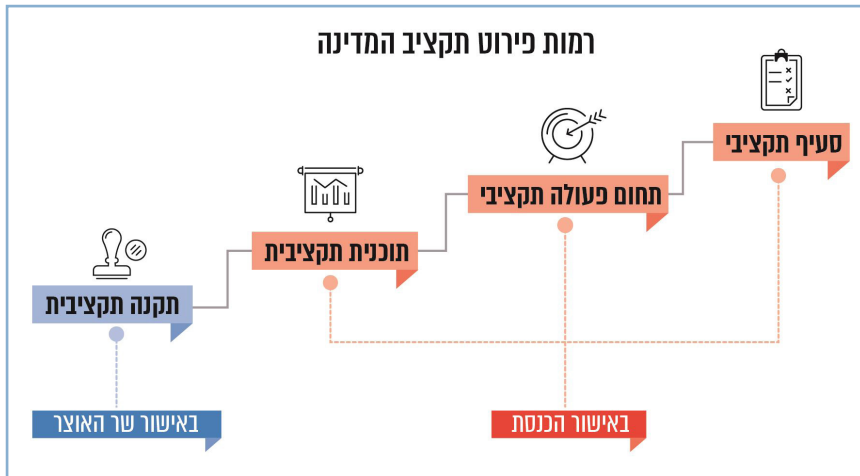 רמות פירוט תקציב המדינה
סעיף תקציבי
תחום פעולה תקציבי
תוכנית תקציבית
תקנה תקציבית
באישור הכנסת
באישור שר האוצר